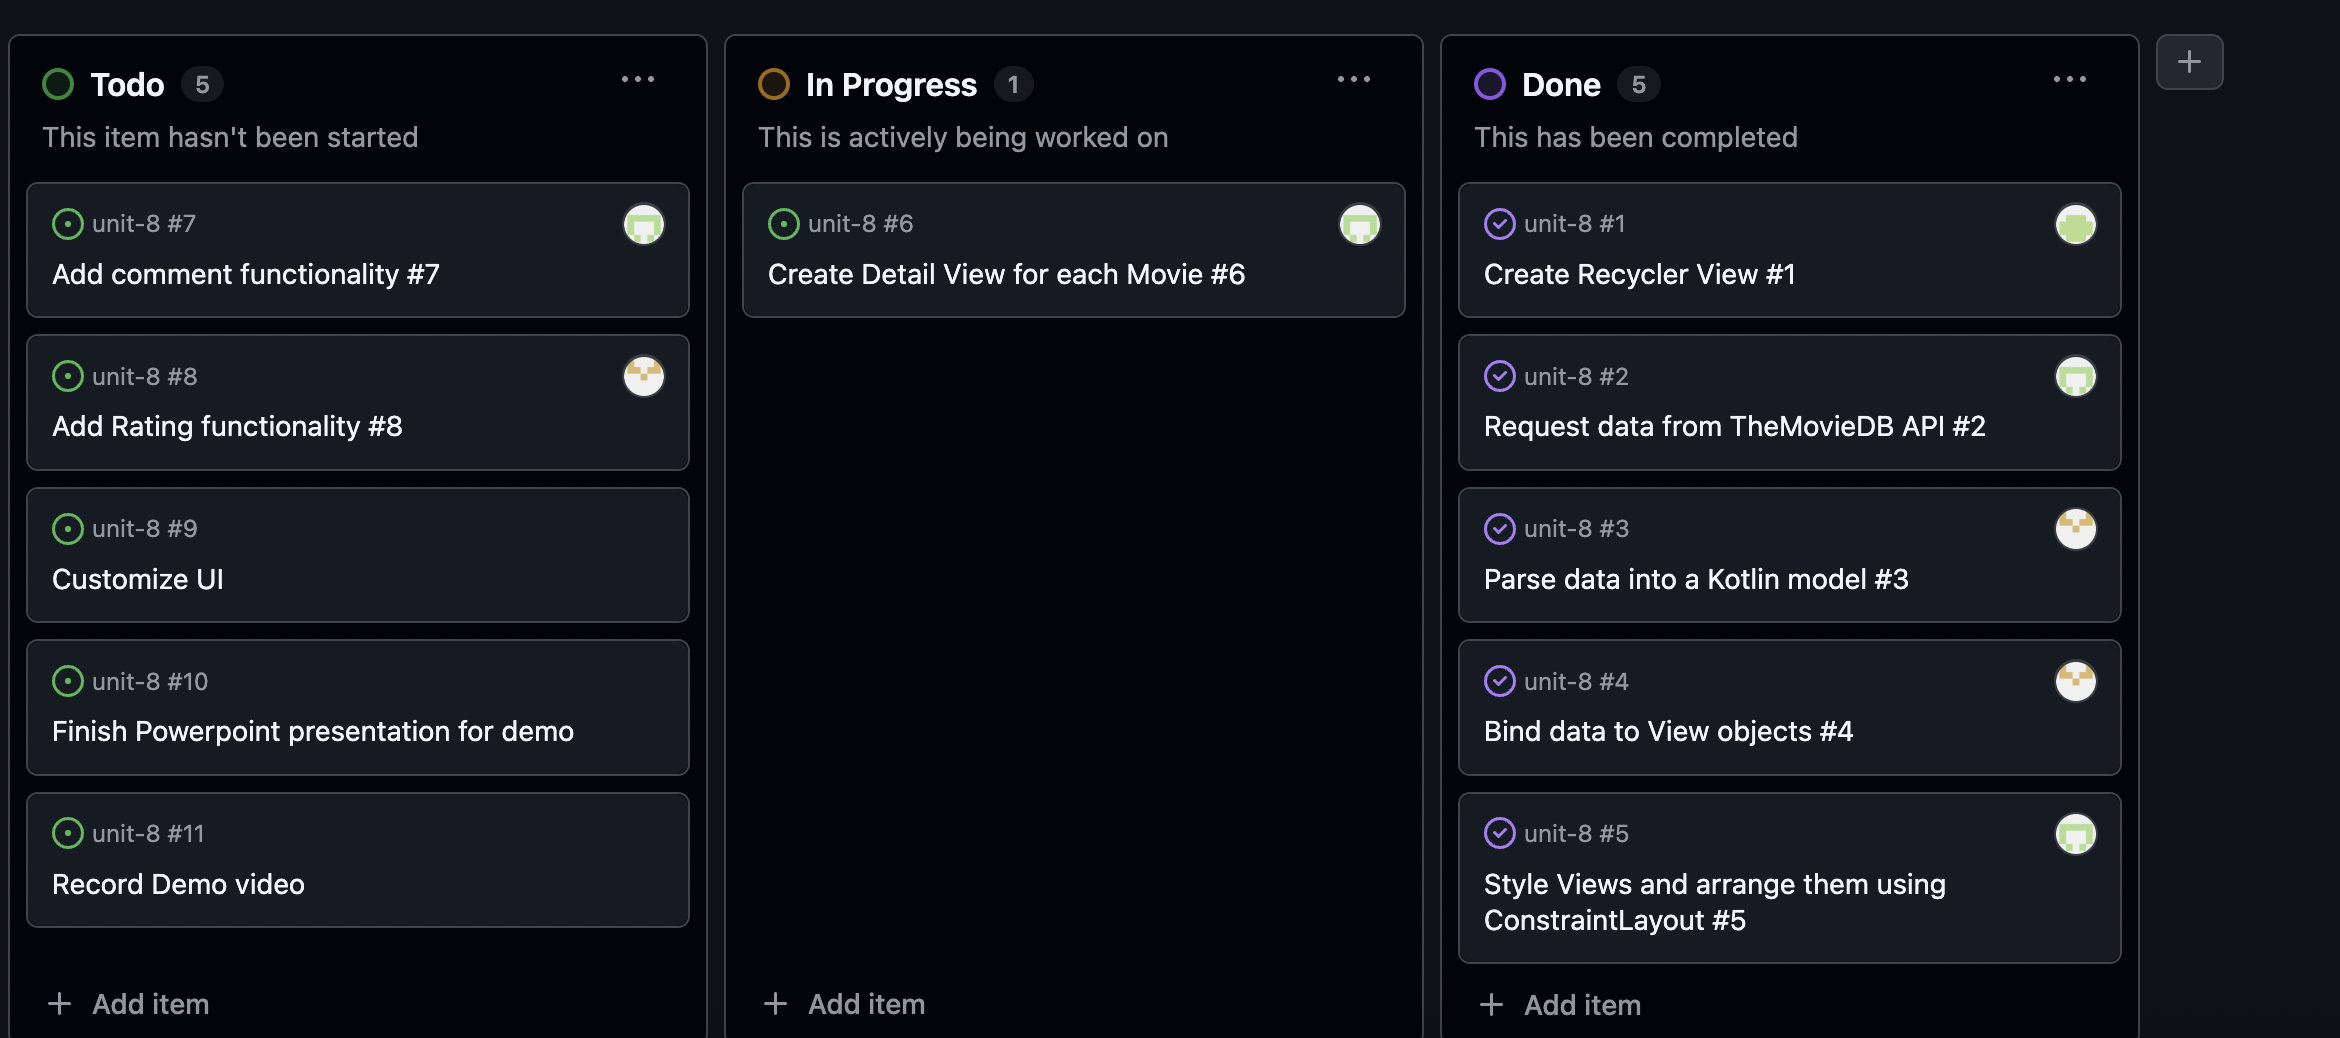 Todo 5
This item hasn't been started
unit-8 #7
Add comment functionality #7
unit-8 #8
Add Rating functionality #8
unit-8 #9
Customize UI
unit-8 #10
Finish Powerpoint presentation for demo
unit-8 #11
Record Demo video
Add item
In Progress 1
This is actively being worked on
unit-8 #6
Create Detail View for each Movie #6
Add item
Done 5
This has been completed
unit-8 #1
Create Recycler View #1
unit-8 #2
Request data from TheMovieDB API #2
unit-8 #3
Parse data into a Kotlin model #3
unit-8 #4
Bind data to View objects #4
unit-8 #5
Style Views and arrange them using
ConstraintLayout #5
Add item